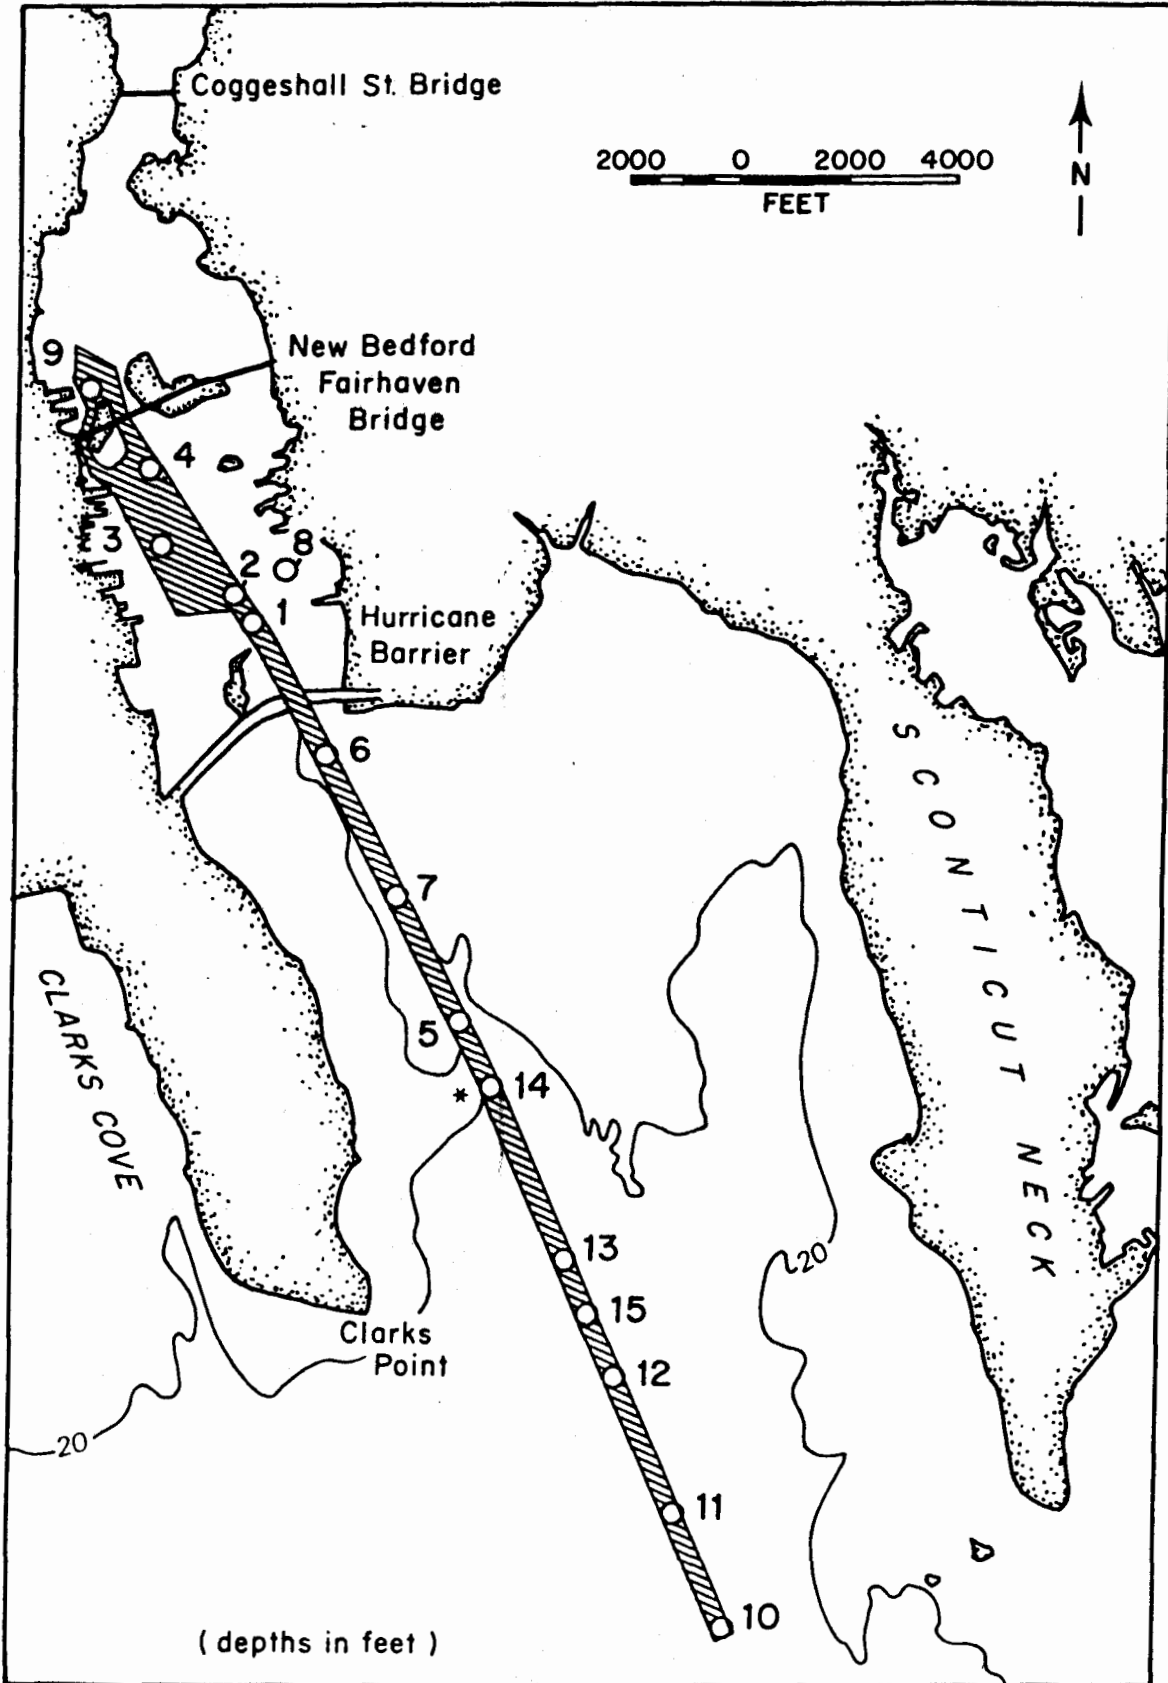 Coggeshall St. Bridge
2000 0 2000 4000
FEET
N
9
New Bedford
Fairhaven
Bridge
4
3
8
2
1
Hurricane
Barrier
6
7
5
14
*
SCONTICUT NECK
CLARKS COVE
13
20
15
Clarks
Point
12
20
11
10
( depths in feet )